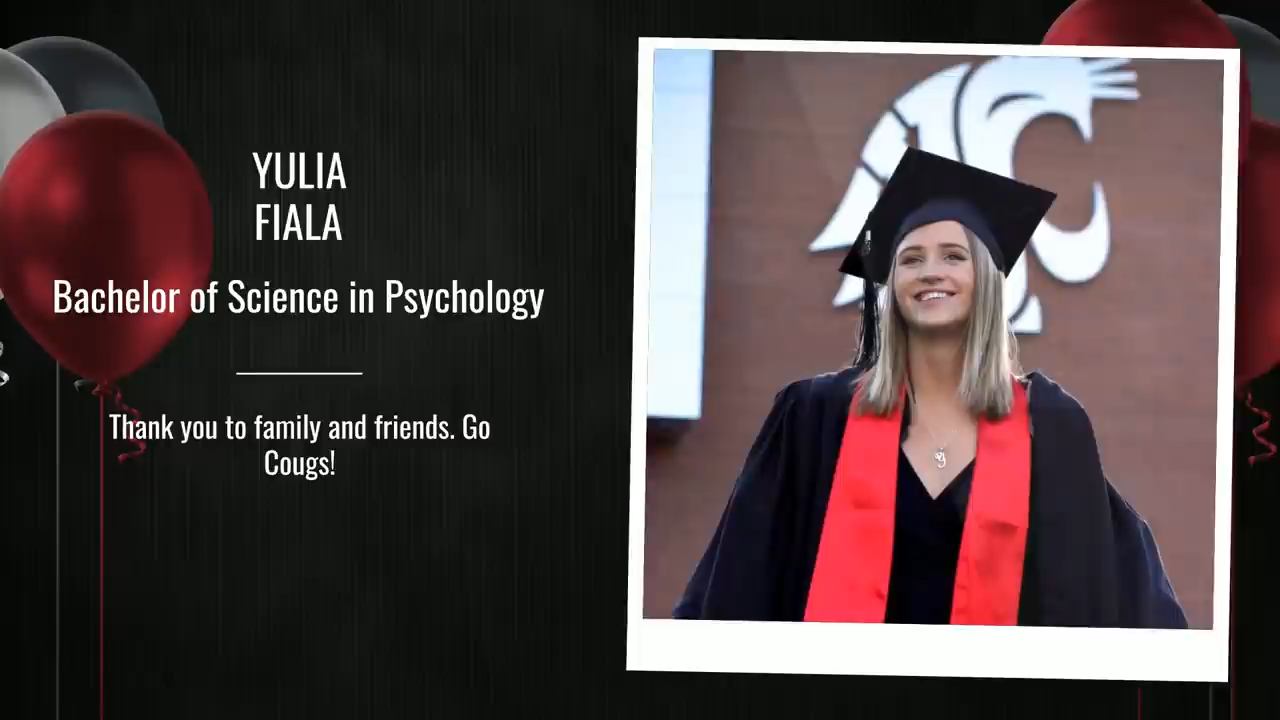 YULIA
FIALA
Bachelor of Science in Psychology
Thank you to family and friends. Go
Cougs!